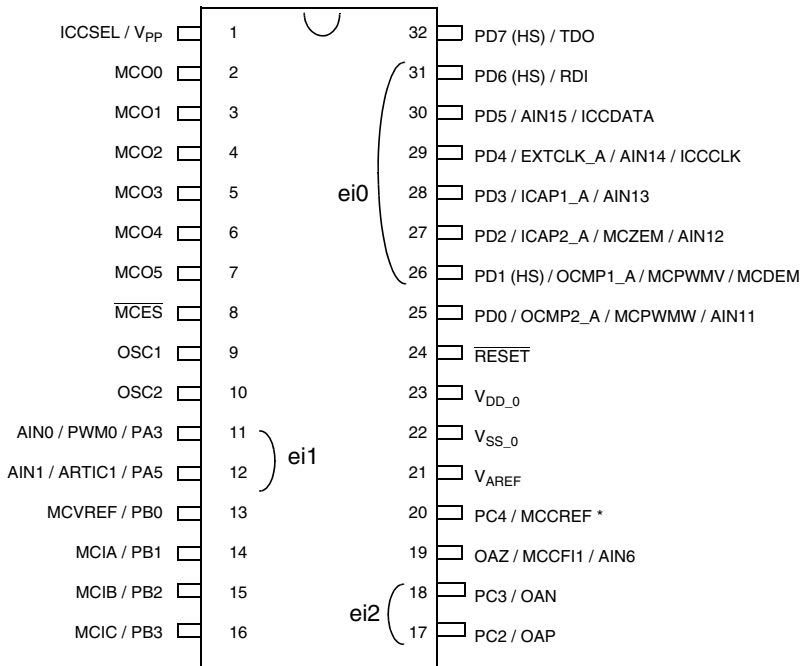 ICCSEL / VPP 1 32 PD7 (HS) / TDO
MCO0 2 31 PD6 (HS) / RDI
MCO1 3 30 PD5 / AIN15 / ICCDATA
MCO2 4 29 PD4 / EXTCLK_A / AIN14 / ICCCLK
MCO3 5 ei0 28 PD3 / ICAP1_A / AIN13
MCO4 6 27 PD2 / ICAP2_A / MCZEM / AIN12
MCO5 7 26 PD1 (HS) / OCMP1_A / MCPWMV / MCDEM
MCES 8 25 PD0 / OCMP2_A / MCPWMW / AIN11
OSC1 9 24 RESET
OSC2 10 23 VDD_0
AIN0 / PWM0 / PA3 11 ei1 22 VSS_0
AIN1 / ARTIC1 / PA5 12 21 VAREF
MCVREF / PB0 13 20 PC4 / MCCREF *
MCIA / PB1 14 19 OAZ / MCCFI1 / AIN6
MCIB / PB2 15 ei2 18 PC3 / OAN
MCIC / PB3 16 17 PC2 / OAP